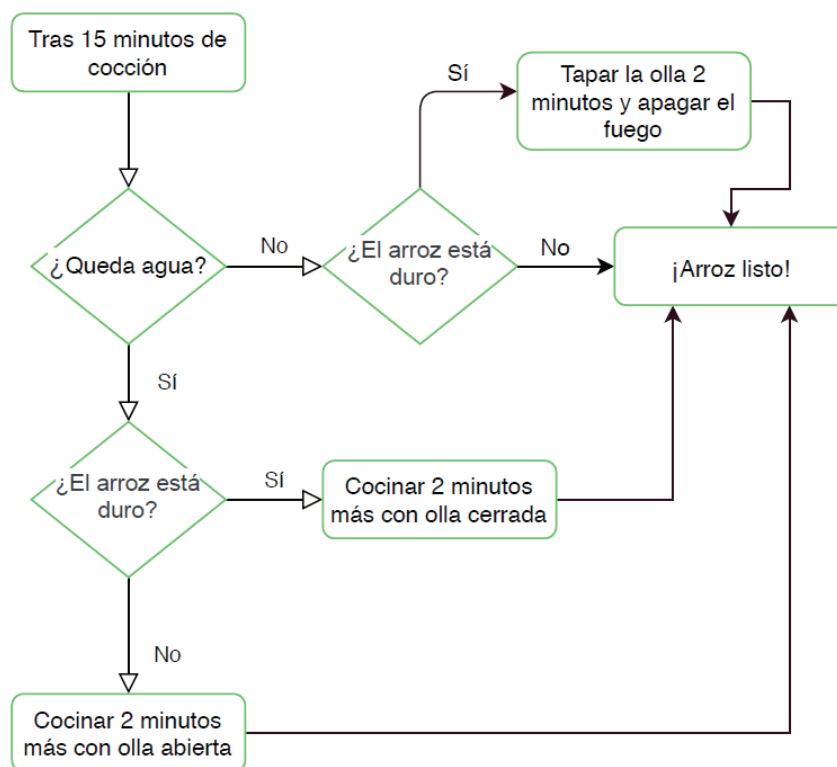 Tras 15 minutos de
cocción
Sí
Tapar la olla 2
minutos y apagar el
fuego
¿Queda agua?
No
¿El arroz está
duro?
No
¡Arroz listo!
Sí
¿El arroz está
duro?
Sí
Cocinar 2 minutos
más con olla cerrada
No
Cocinar 2 minutos
más con olla abierta